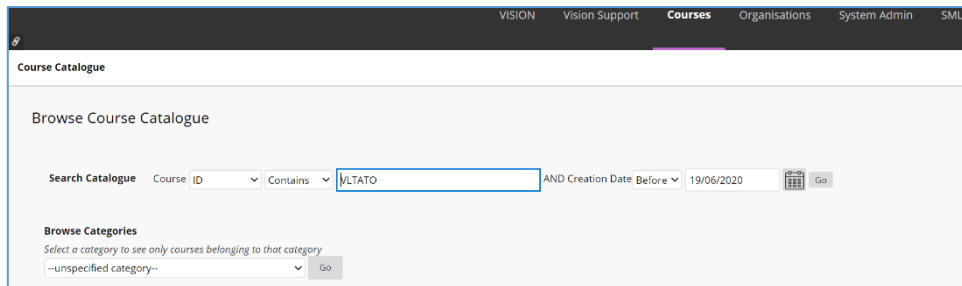 VISION Vision Support Courses Organisations System Admin SML
Course Catalogue
Browse Course Catalogue
Search Catalogue Course ID Contains VLTATO AND Creation Date Before 19/06/2020 Go
Browse Categories
Select a category to see only courses belonging to that category
--unspecified category-- Go